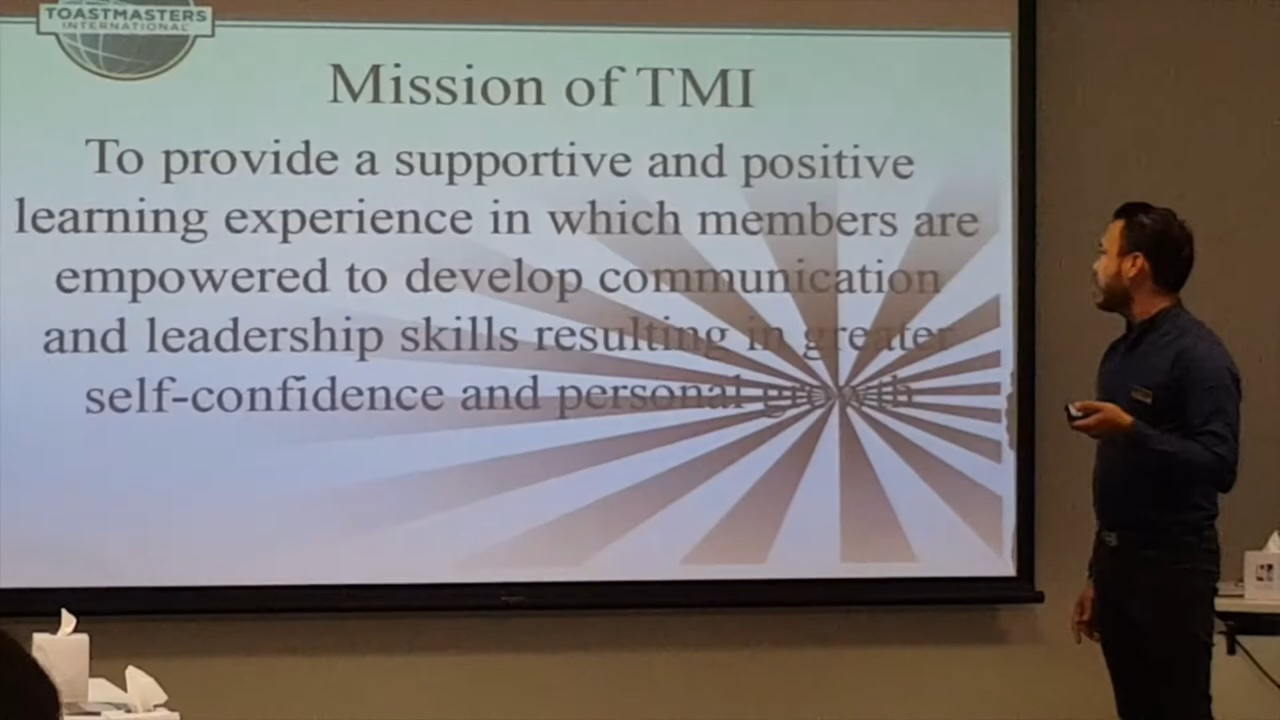 TOASTMASTERS
INTERNATIONAL
Mission of TMI
To provide a supportive and positive
learning experience in which members are
empowered to develop communication
and leadership skills resulting in greater
self-confidence and personal growth